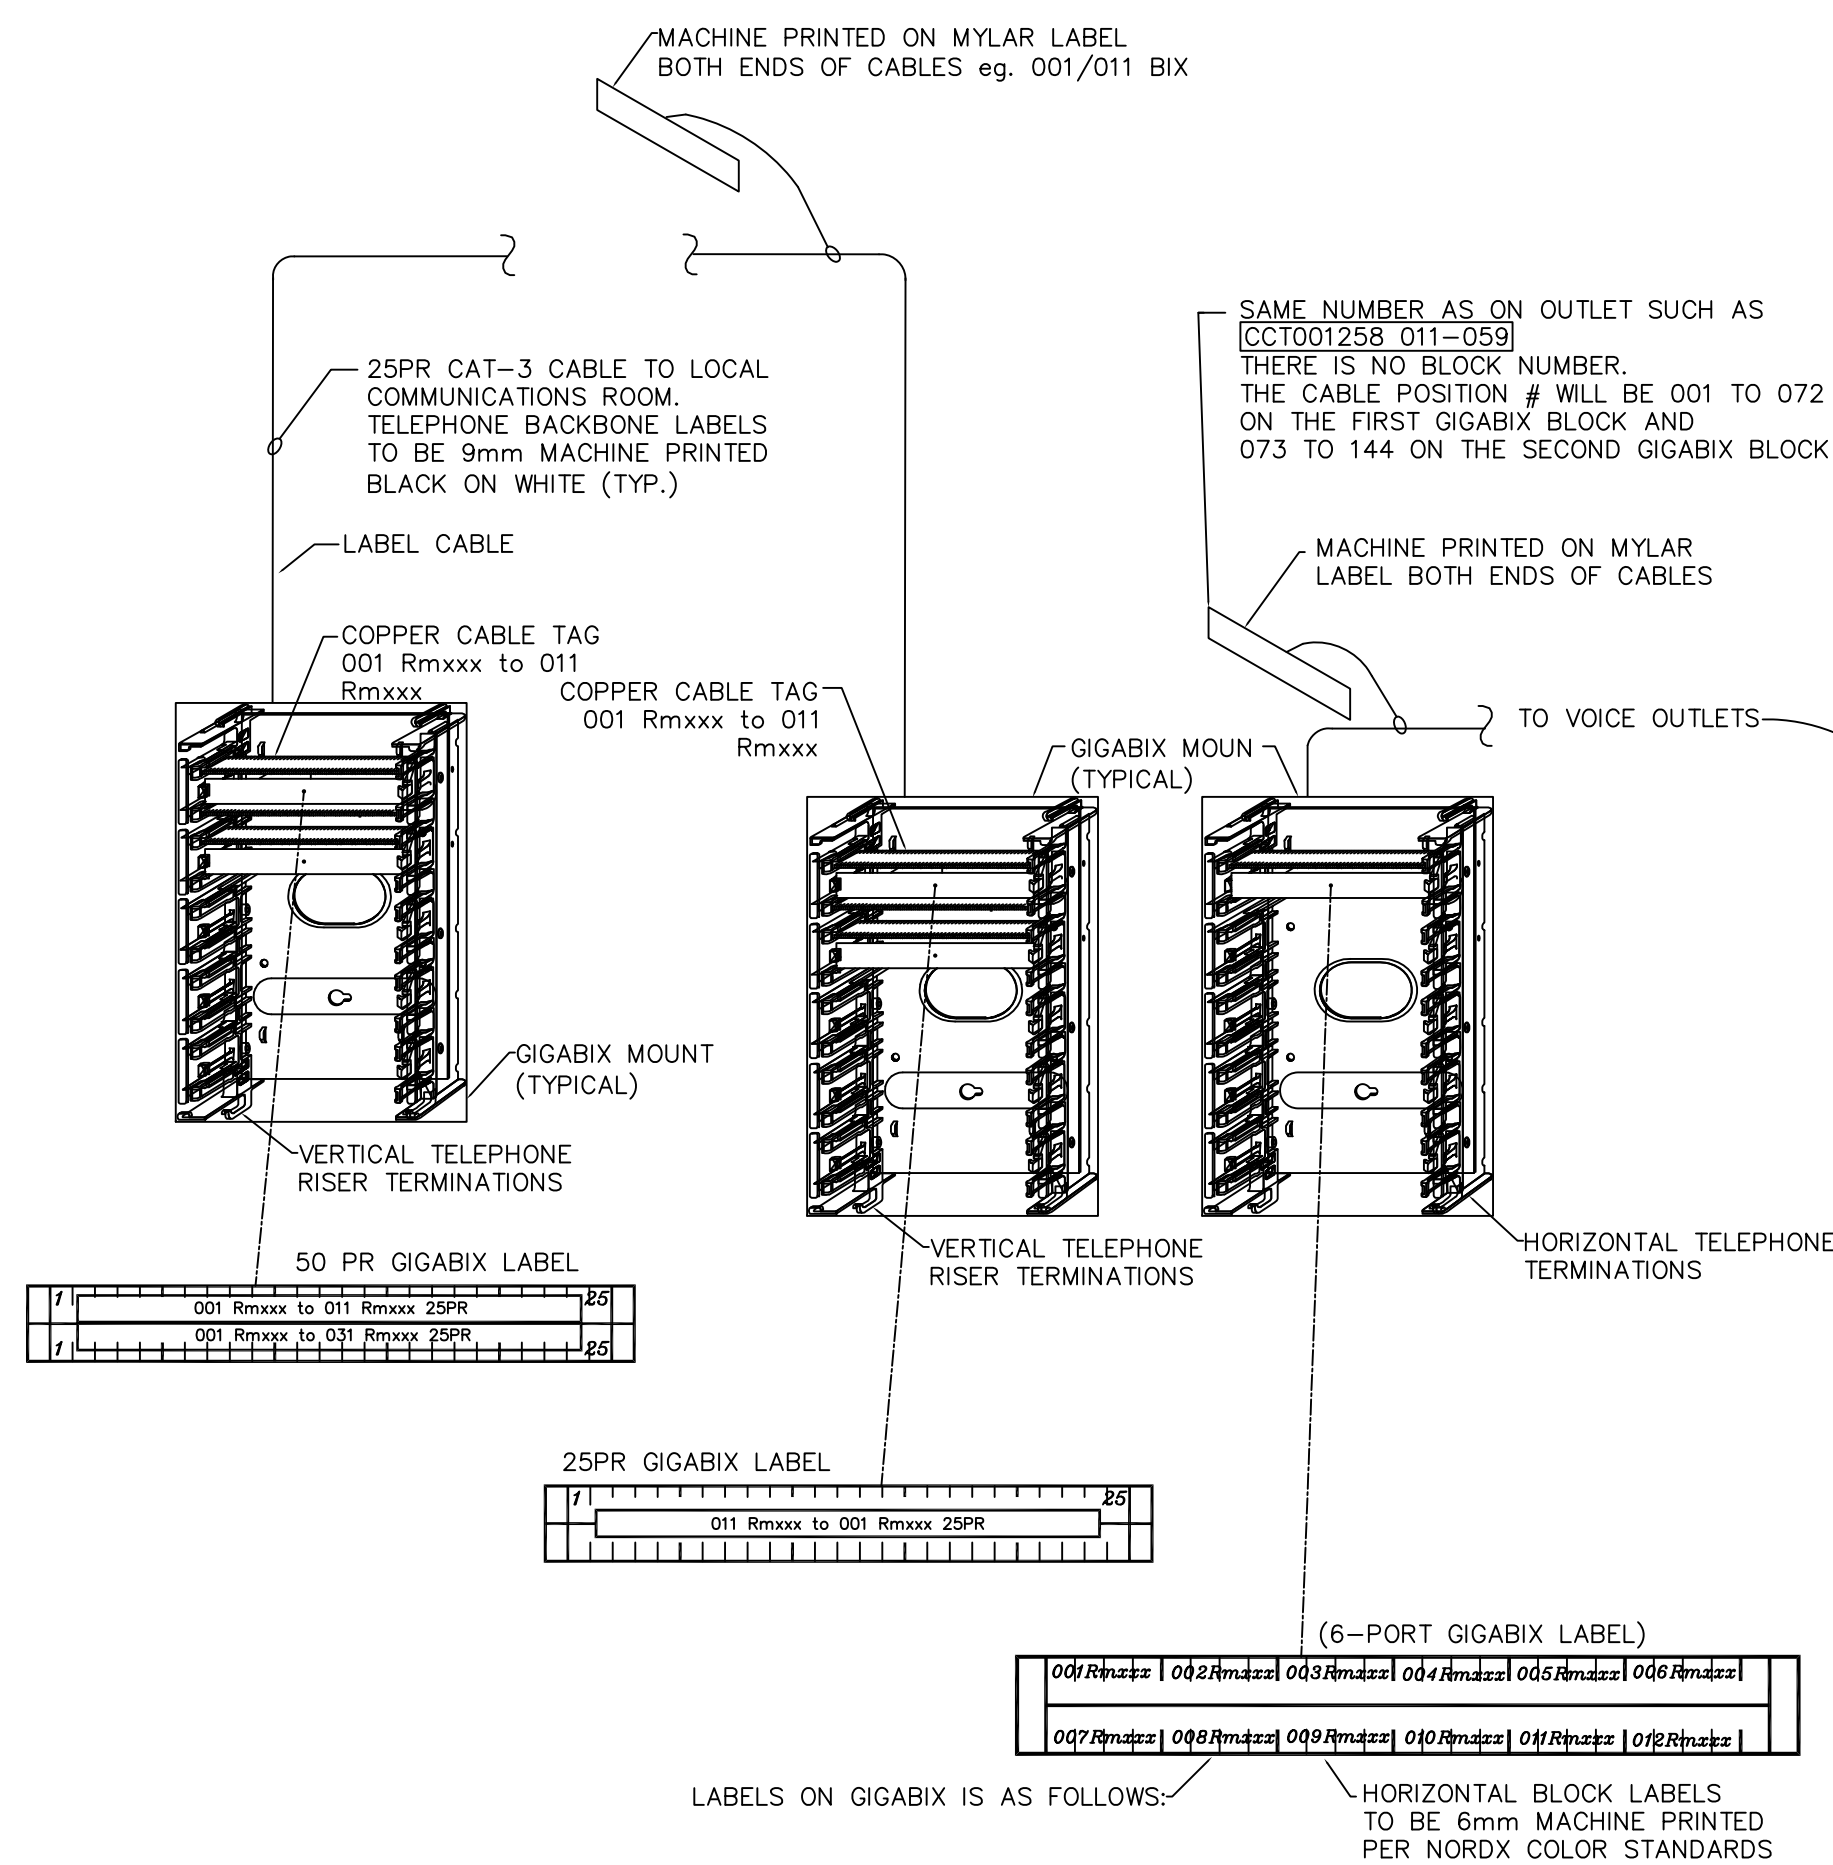 MACHINE PRINTED ON MYLAR LABEL
BOTH ENDS OF CABLES eg. 001/011 BIX
SAME NUMBER AS ON OUTLET SUCH AS
CCT001258 011-059
THERE IS NO BLOCK NUMBER.
THE CABLE POSITION # WILL BE 001 TO 072
ON THE FIRST GIGABIX BLOCK AND
073 TO 144 ON THE SECOND GIGABIX BLOCK
25PR CAT-3 CABLE TO LOCAL
COMMUNICATIONS ROOM.
TELEPHONE BACKBONE LABELS
TO BE 9mm MACHINE PRINTED
BLACK ON WHITE (TYP.)
LABEL CABLE
MACHINE PRINTED ON MYLAR
LABEL BOTH ENDS OF CABLES
COPPER CABLE TAG
001 Rmxxx to 011
Rmxxx
COPPER CABLE TAG
001 Rmxxx to 011
Rmxxx
TO VOICE OUTLETS
GIGABIX MOUN
(TYPICAL)
GIGABIX MOUNT
(TYPICAL)
VERTICAL TELEPHONE
RISER TERMINATIONS
VERTICAL TELEPHONE
RISER TERMINATIONS
HORIZONTAL TELEPHONE
TERMINATIONS
50 PR GIGABIX LABEL
1 25
001 Rmxxx to 011 Rmxxx 25PR
001 Rmxxx to 031 Rmxxx 25PR
1 25
25PR GIGABIX LABEL
1 25
011 Rmxxx to 001 Rmxxx 25PR
(6-PORT GIGABIX LABEL)
001Rmxxx 002Rmxxx 003Rmxxx 004Rmxxx 005Rmxxx 006Rmxxx
007Rmxxx 008Rmxxx 009Rmxxx 010Rmxxx 011Rmxxx 012Rmxxx
LABELS ON GIGABIX IS AS FOLLOWS:
HORIZONTAL BLOCK LABELS
TO BE 6mm MACHINE PRINTED
PER NORDX COLOR STANDARDS